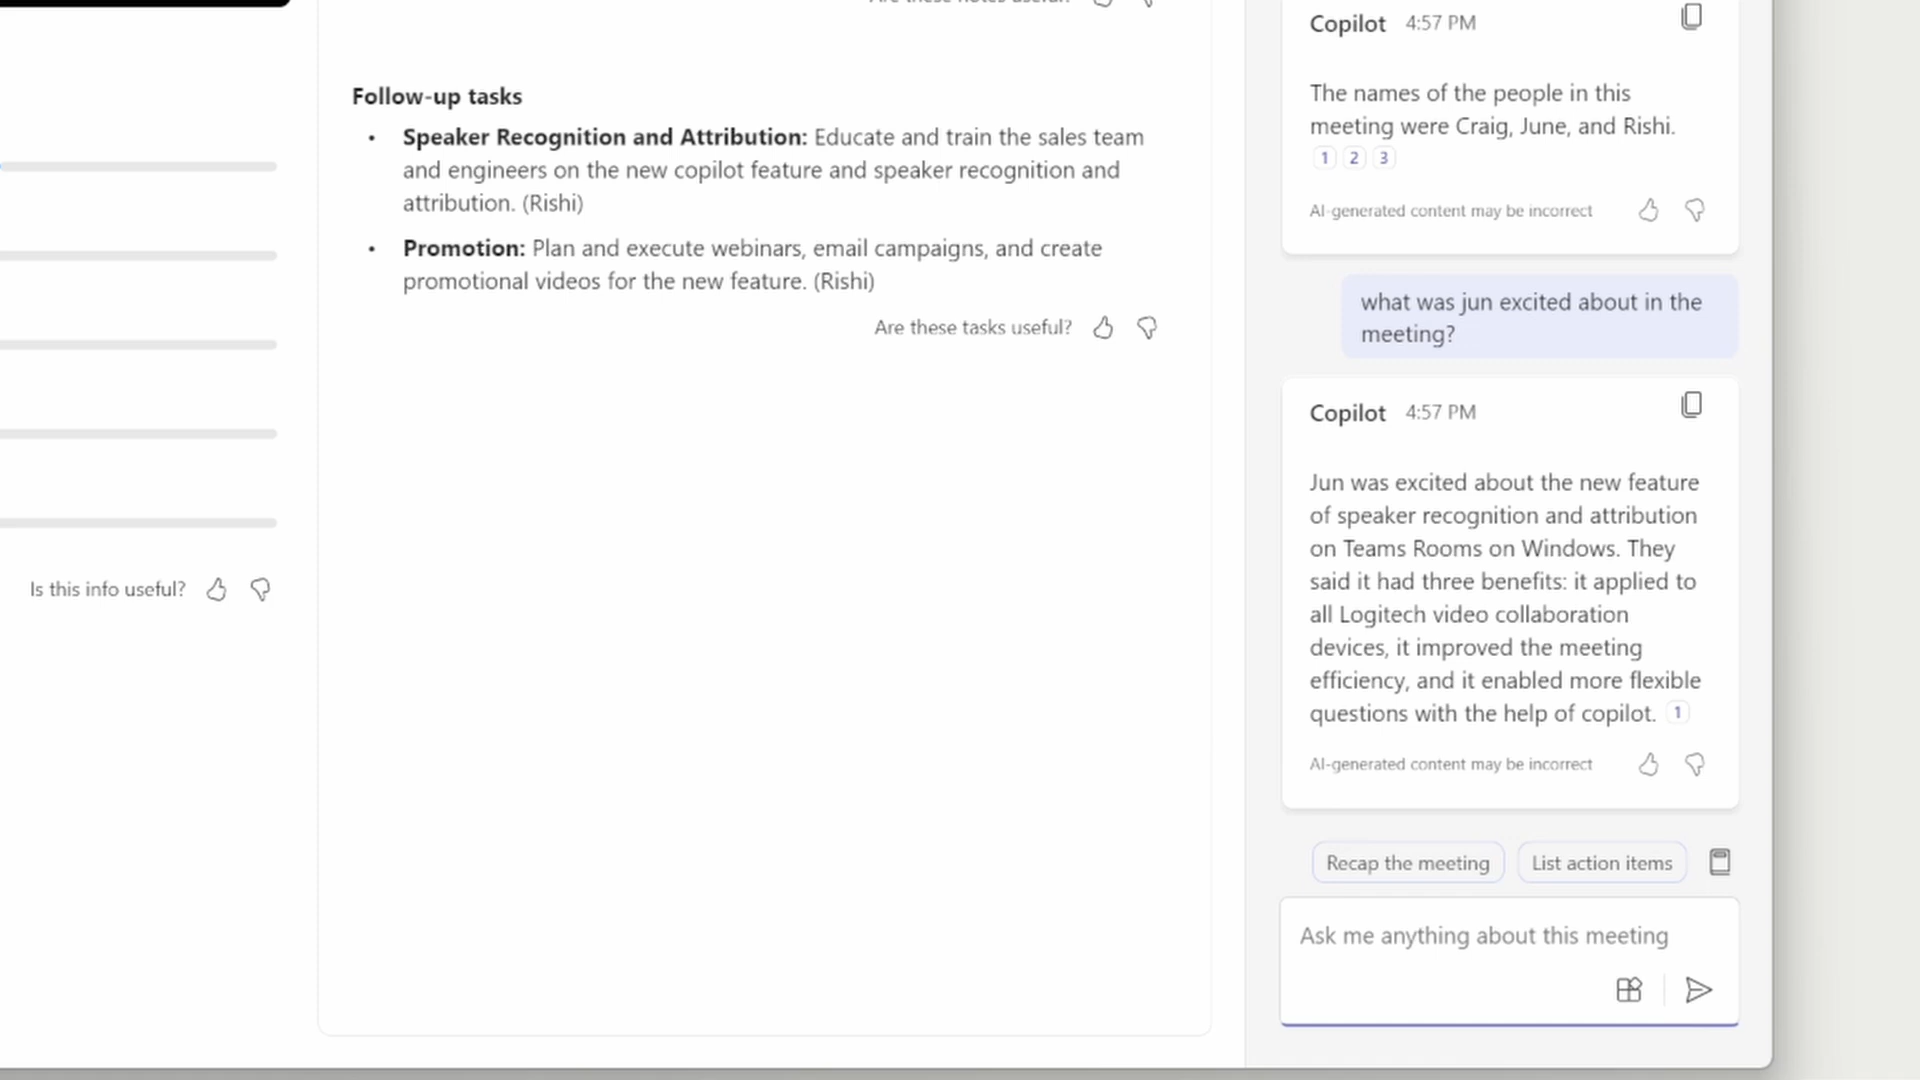 Are these notes useful?
Follow-up tasks
• Speaker Recognition and Attribution: Educate and train the sales team
and engineers on the new copilot feature and speaker recognition and
attribution. (Rishi)
• Promotion: Plan and execute webinars, email campaigns, and create
promotional videos for the new feature. (Rishi)
Are these tasks useful?
Is this info useful?
Copilot 4:57 PM
The names of the people in this
meeting were Craig, June, and Rishi.
1 2 3
AI-generated content may be incorrect
what was jun excited about in the
meeting?
Copilot 4:57 PM
Jun was excited about the new feature
of speaker recognition and attribution
on Teams Rooms on Windows. They
said it had three benefits: it applied to
all Logitech video collaboration
devices, it improved the meeting
efficiency, and it enabled more flexible
questions with the help of copilot. 1
AI-generated content may be incorrect
Recap the meeting List action items
Ask me anything about this meeting